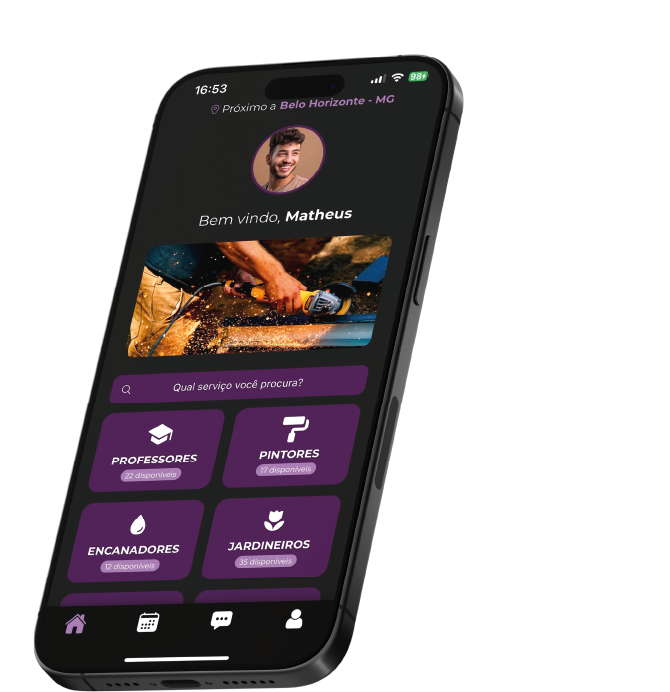 16:53
98+
Próximo a Belo Horizonte - MG
Bem vindo, Matheus
Qual serviço você procura?
PROFESSORES
22 disponíveis
PINTORES
17 disponíveis
ENCANADORES
12 disponíveis
JARDINEIROS
35 disponíveis